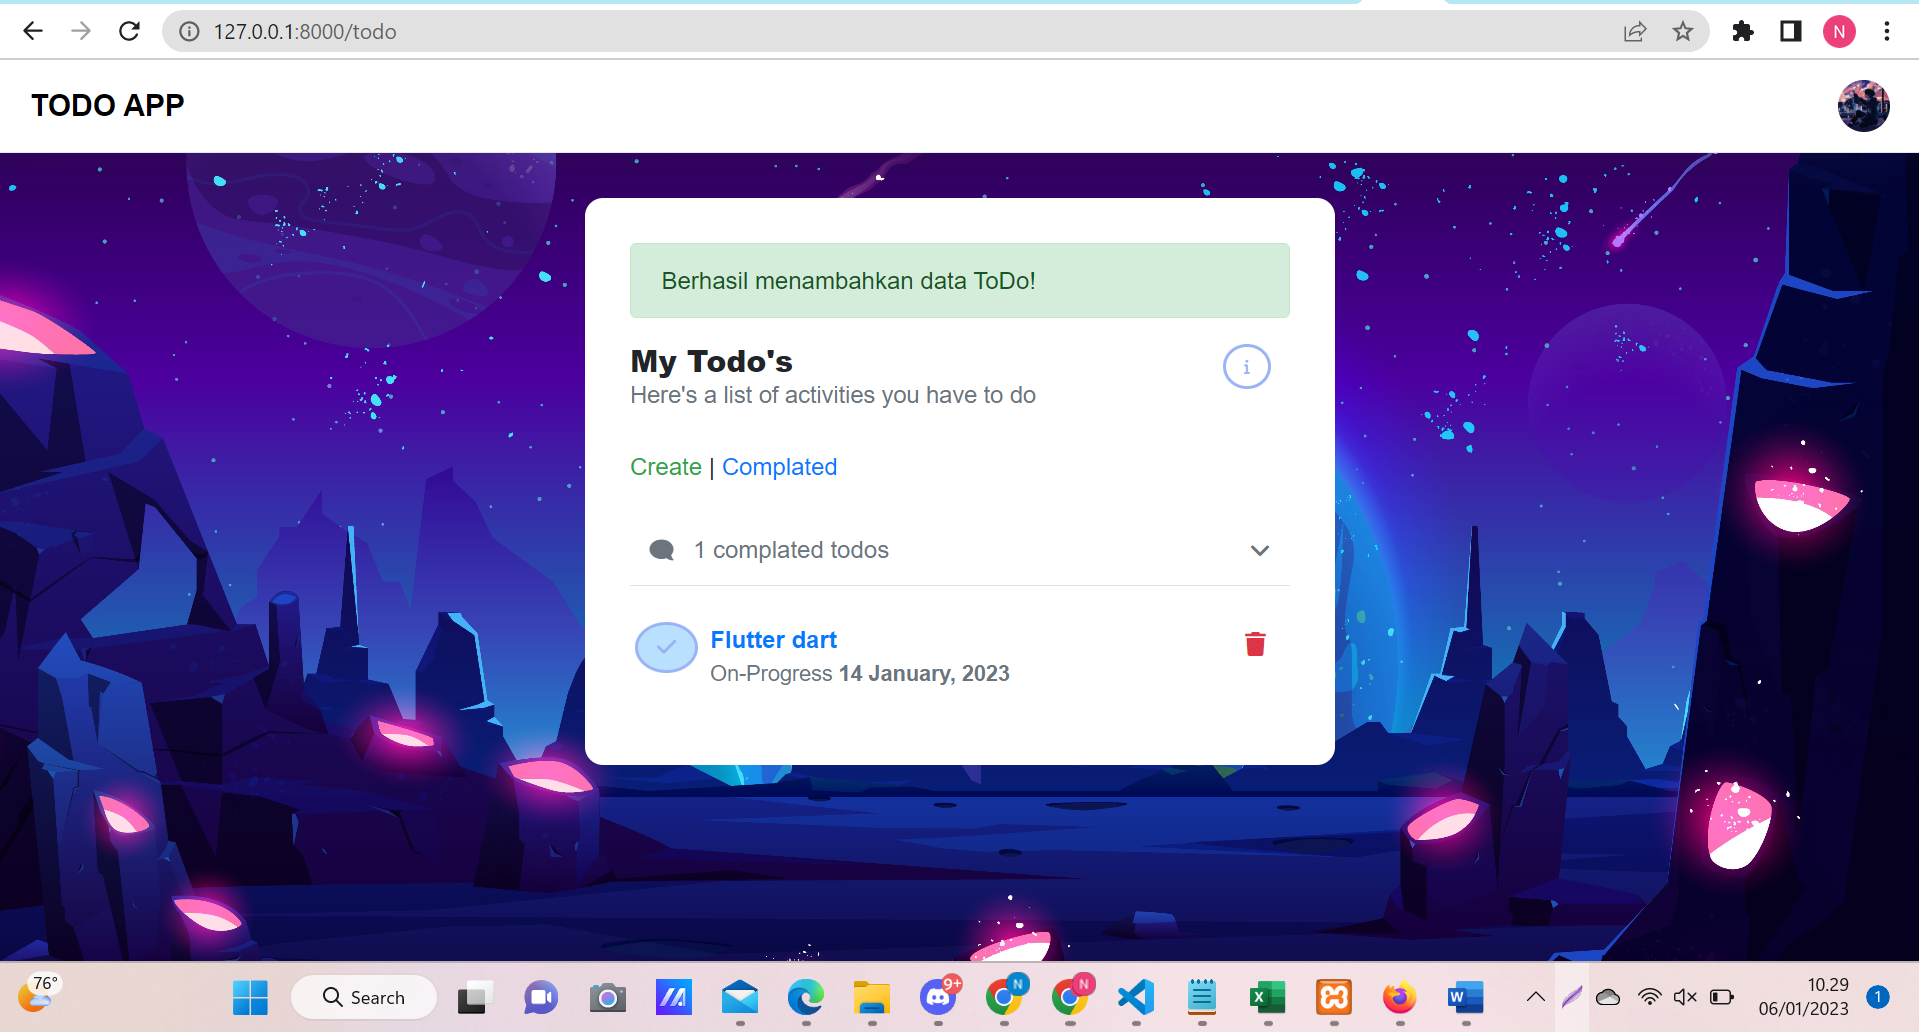 127.0.0.1:8000/todo
N
TODO APP
Berhasil menambahkan data ToDo!
My Todo's
i
Here's a list of activities you have to do
Create | Complated
1 complated todos
Flutter dart
On-Progress 14 January, 2023
76°
Search
9+
N
N
X
W
10.29
06/01/2023
1